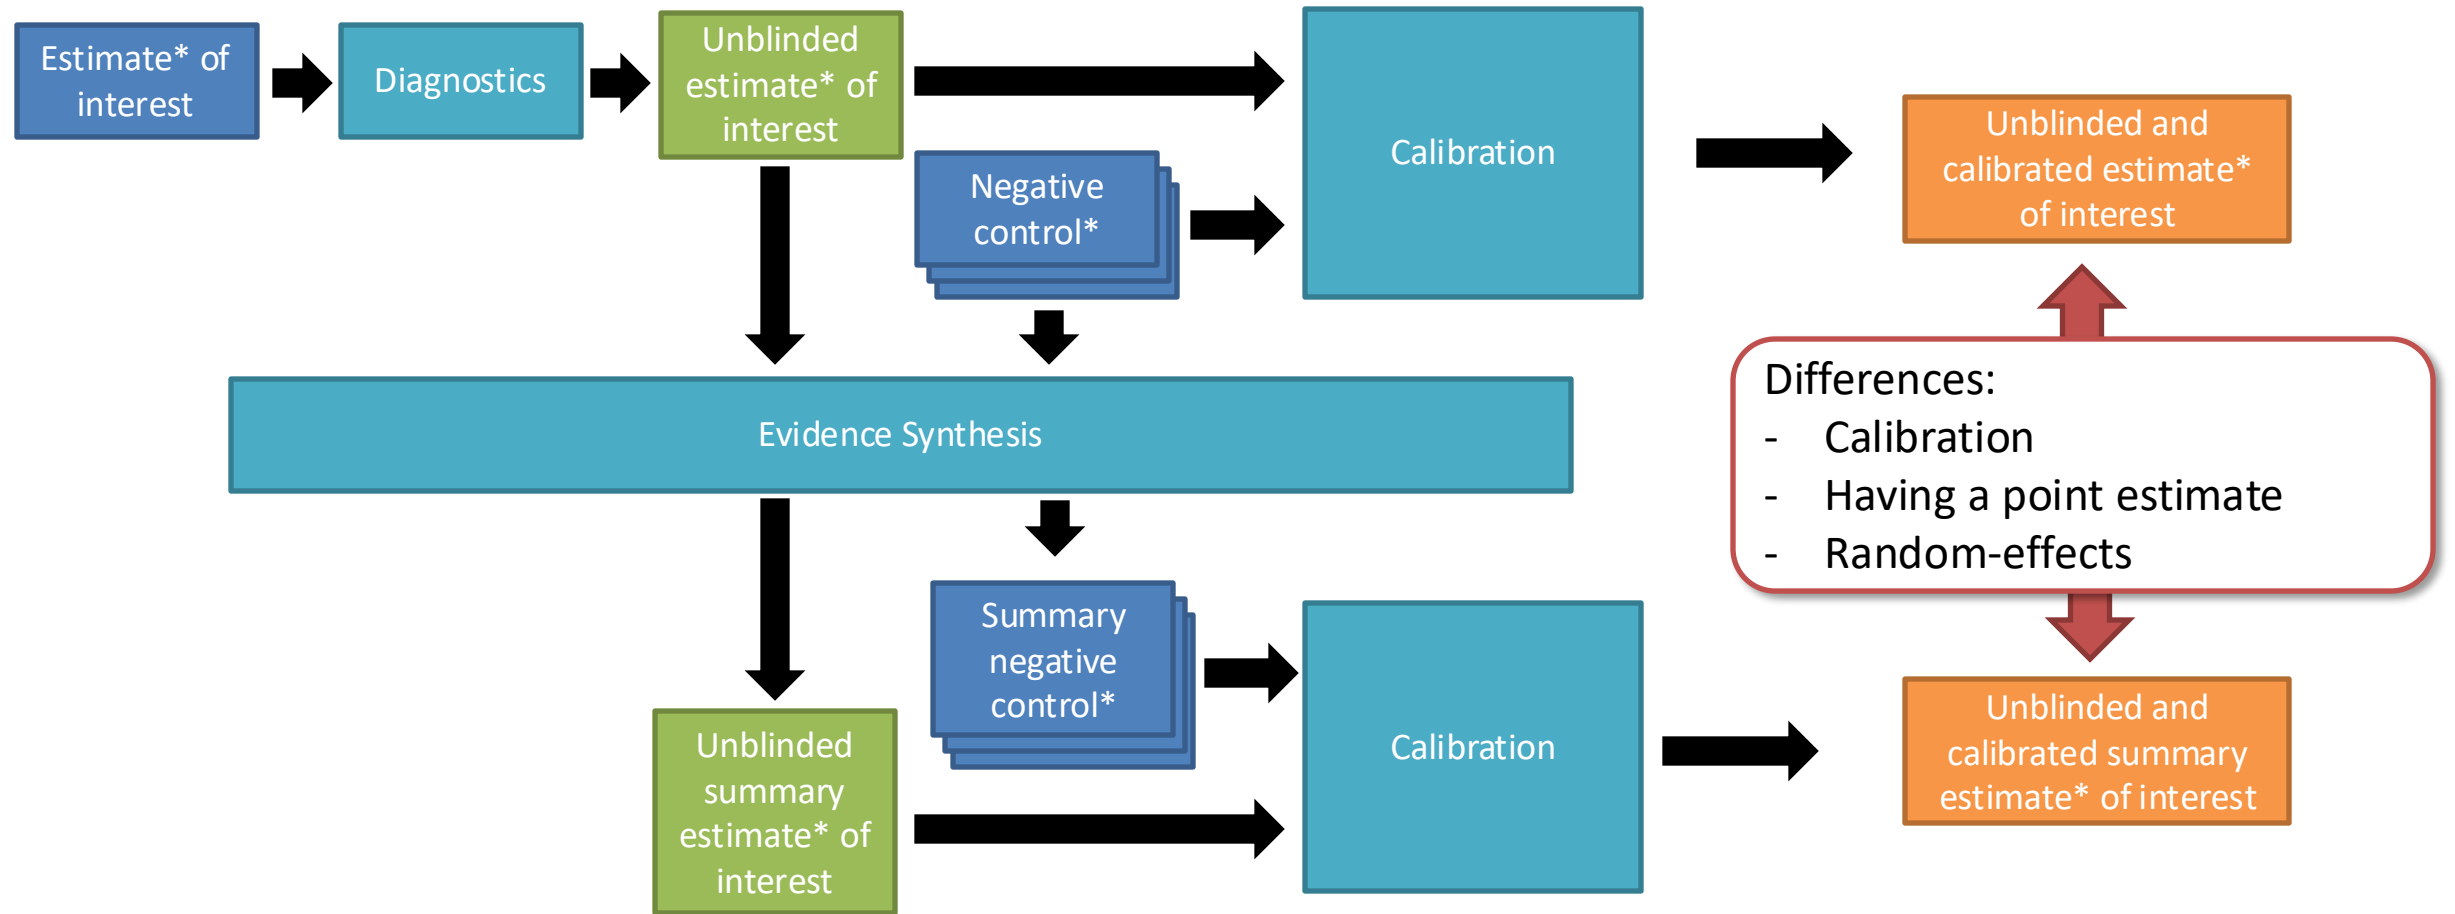 Estimate* of
interest
Diagnostics
Unblinded
estimate* of
interest
Negative
control*
Calibration
Unblinded and
calibrated estimate*
of interest
Differences:
- Calibration
- Having a point estimate
- Random-effects
Evidence Synthesis
Summary
negative
control*
Unblinded
summary
estimate* of
interest
Calibration
Unblinded and
calibrated summary
estimate* of interest